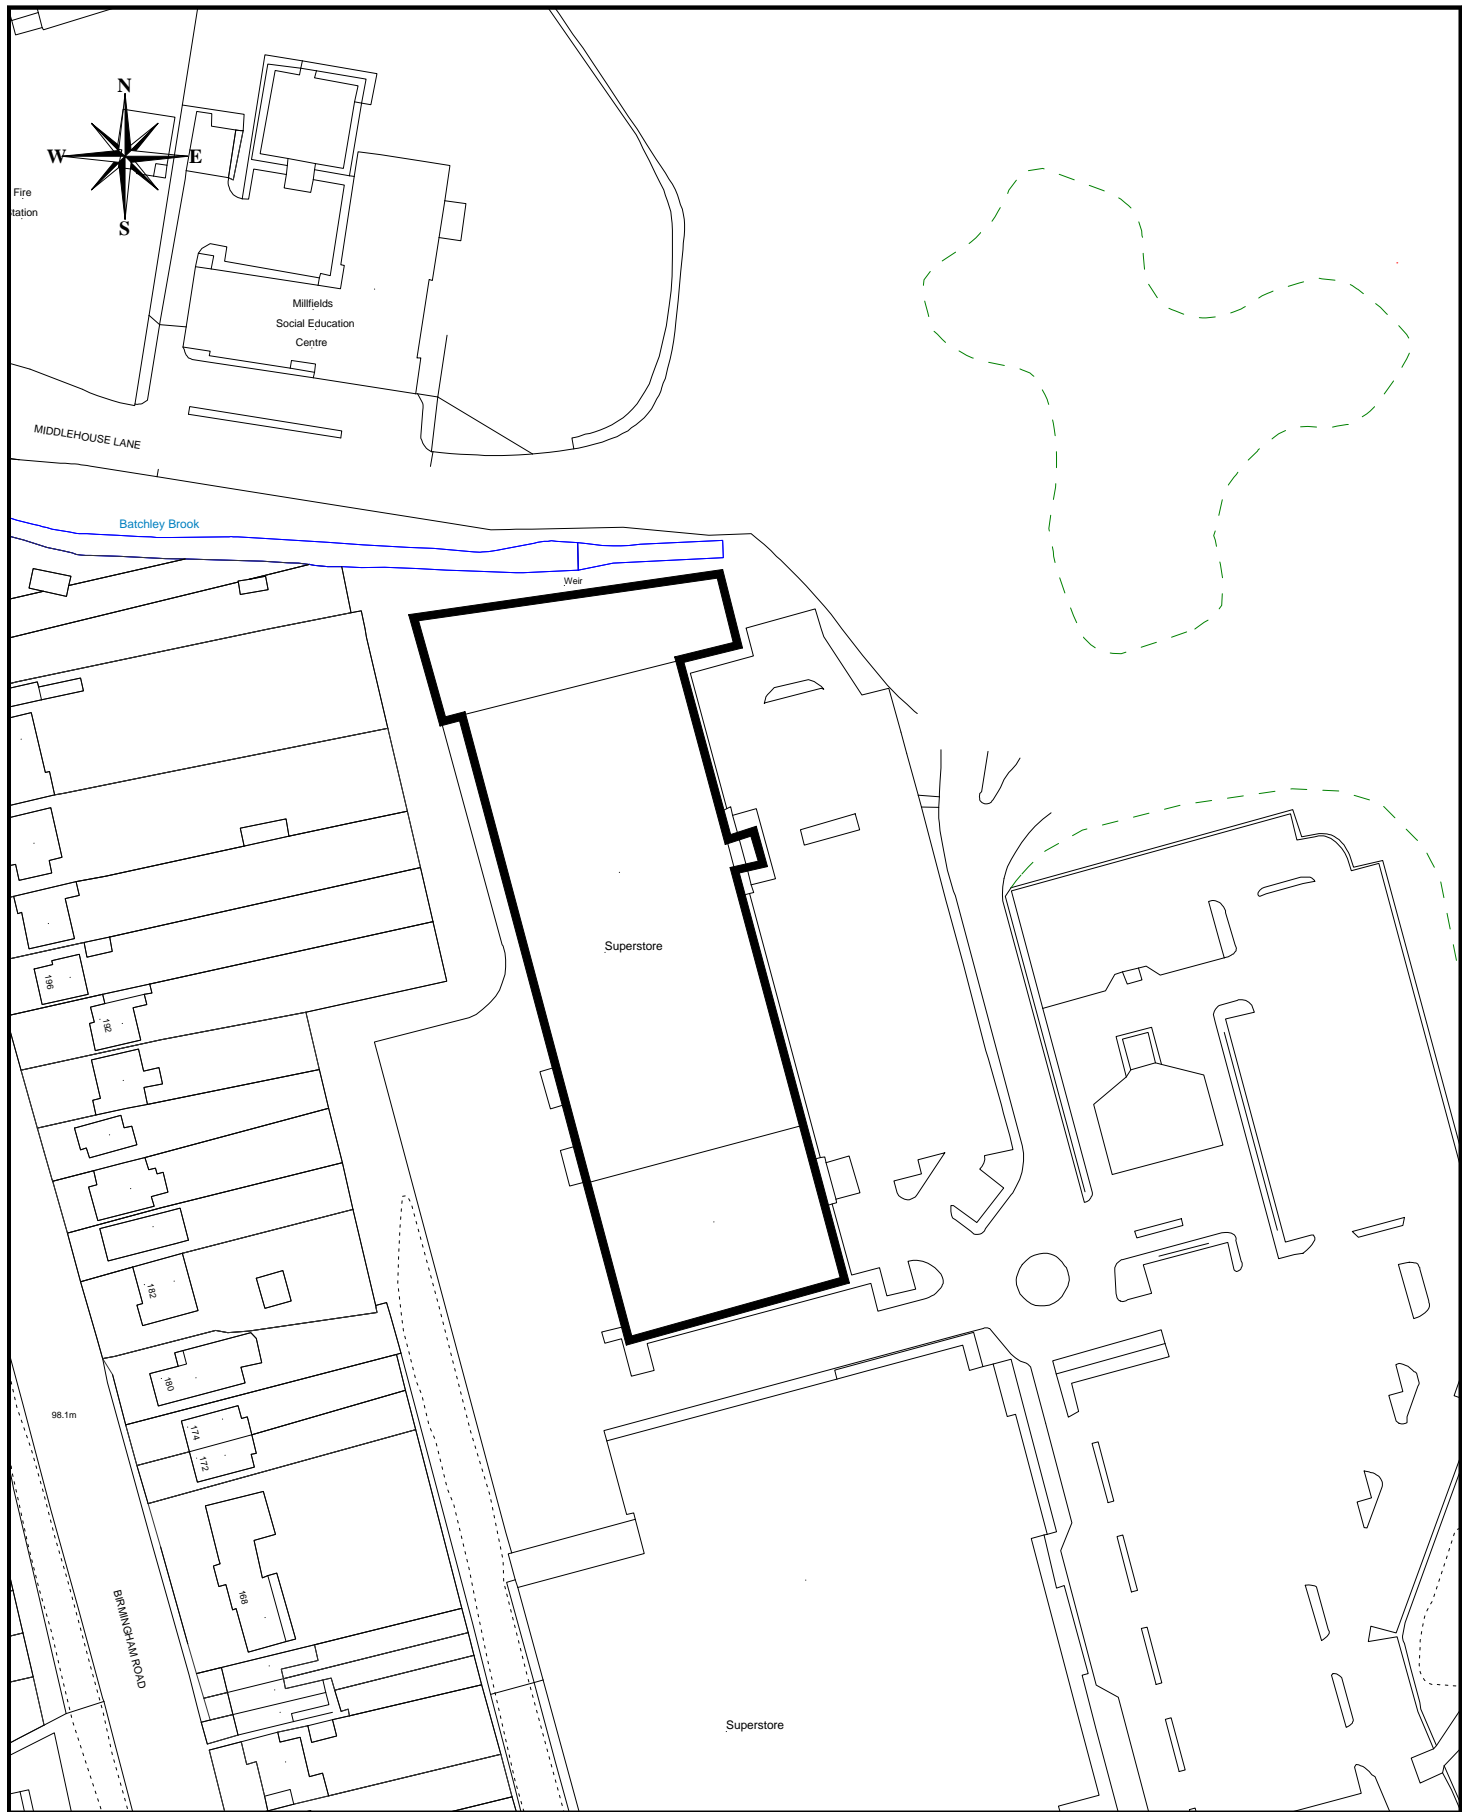 N
W
E
S
Fire
tation
Millfields
Social Education
Centre
MIDDLEHOUSE LANE
Batchley Brook
Weir
Superstore
196
192
182
180
98.1m
174
172
168
BIRMINGHAM ROAD
Superstore